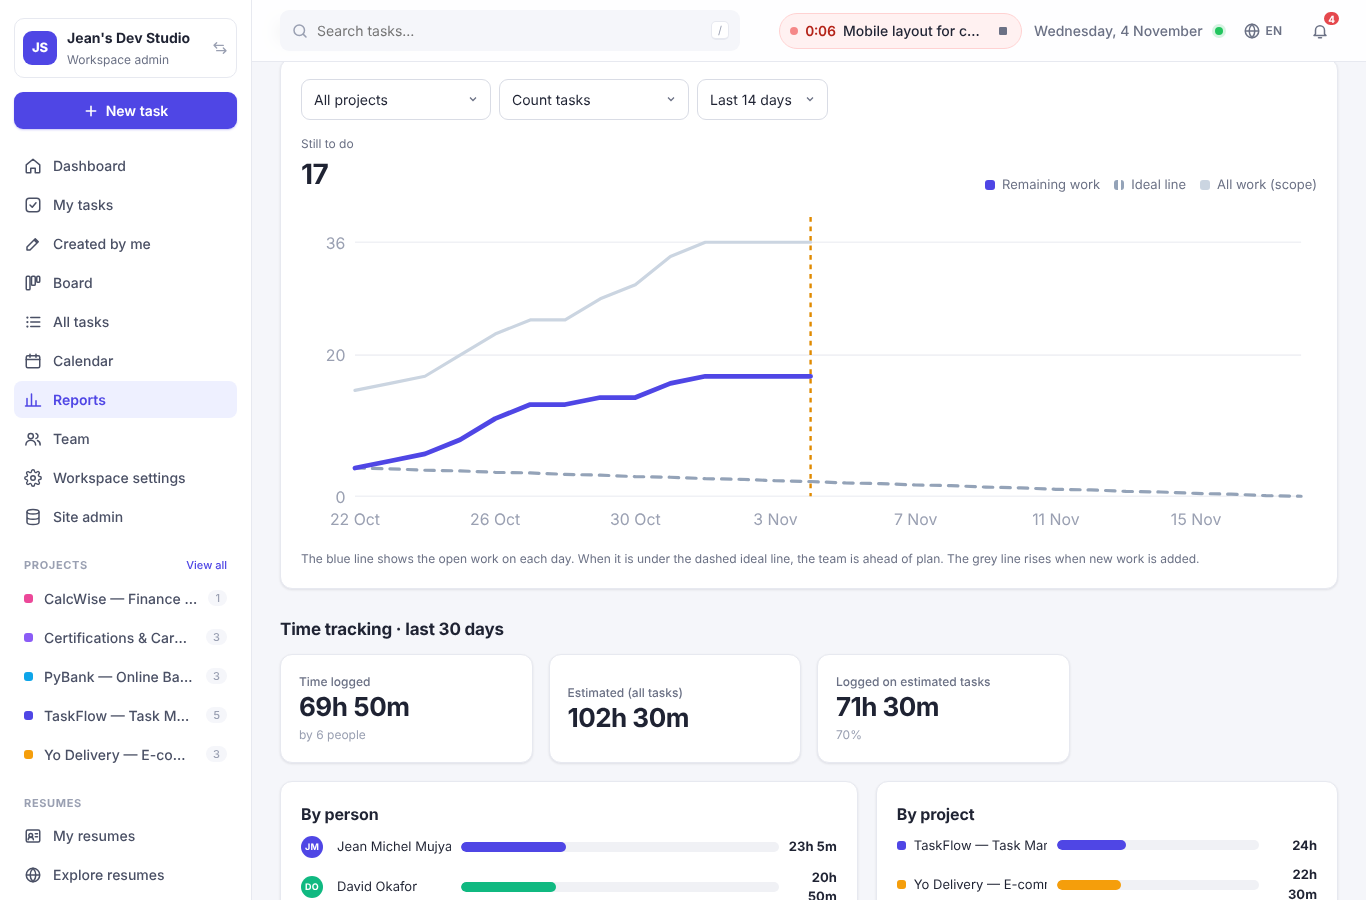 JS
Jean's Dev Studio
Workspace admin
New task
Dashboard
My tasks
Created by me
Board
All tasks
Calendar
Reports
Team
Workspace settings
Site admin
PROJECTS
View all
CalcWise — Finance ... 1
Certifications & Car... 3
PyBank — Online Ba... 3
TaskFlow — Task M... 5
Yo Delivery — E-co... 3
RESUMES
My resumes
Explore resumes
Search tasks... /
0:06 Mobile layout for c...
Wednesday, 4 November
EN
4
All projects
Count tasks
Last 14 days
Still to do
17
Remaining work
Ideal line
All work (scope)
36
20
0
22 Oct 26 Oct 30 Oct 3 Nov 7 Nov 11 Nov 15 Nov
The blue line shows the open work on each day. When it is under the dashed ideal line, the team is ahead of plan. The grey line rises when new work is added.
Time tracking · last 30 days
Time logged
69h 50m
by 6 people
Estimated (all tasks)
102h 30m
Logged on estimated tasks
71h 30m
70%
By person
JM Jean Michel Mujya 23h 5m
DO David Okafor 20h
50m
By project
TaskFlow — Task Mar 24h
Yo Delivery — E-comr 22h
30m